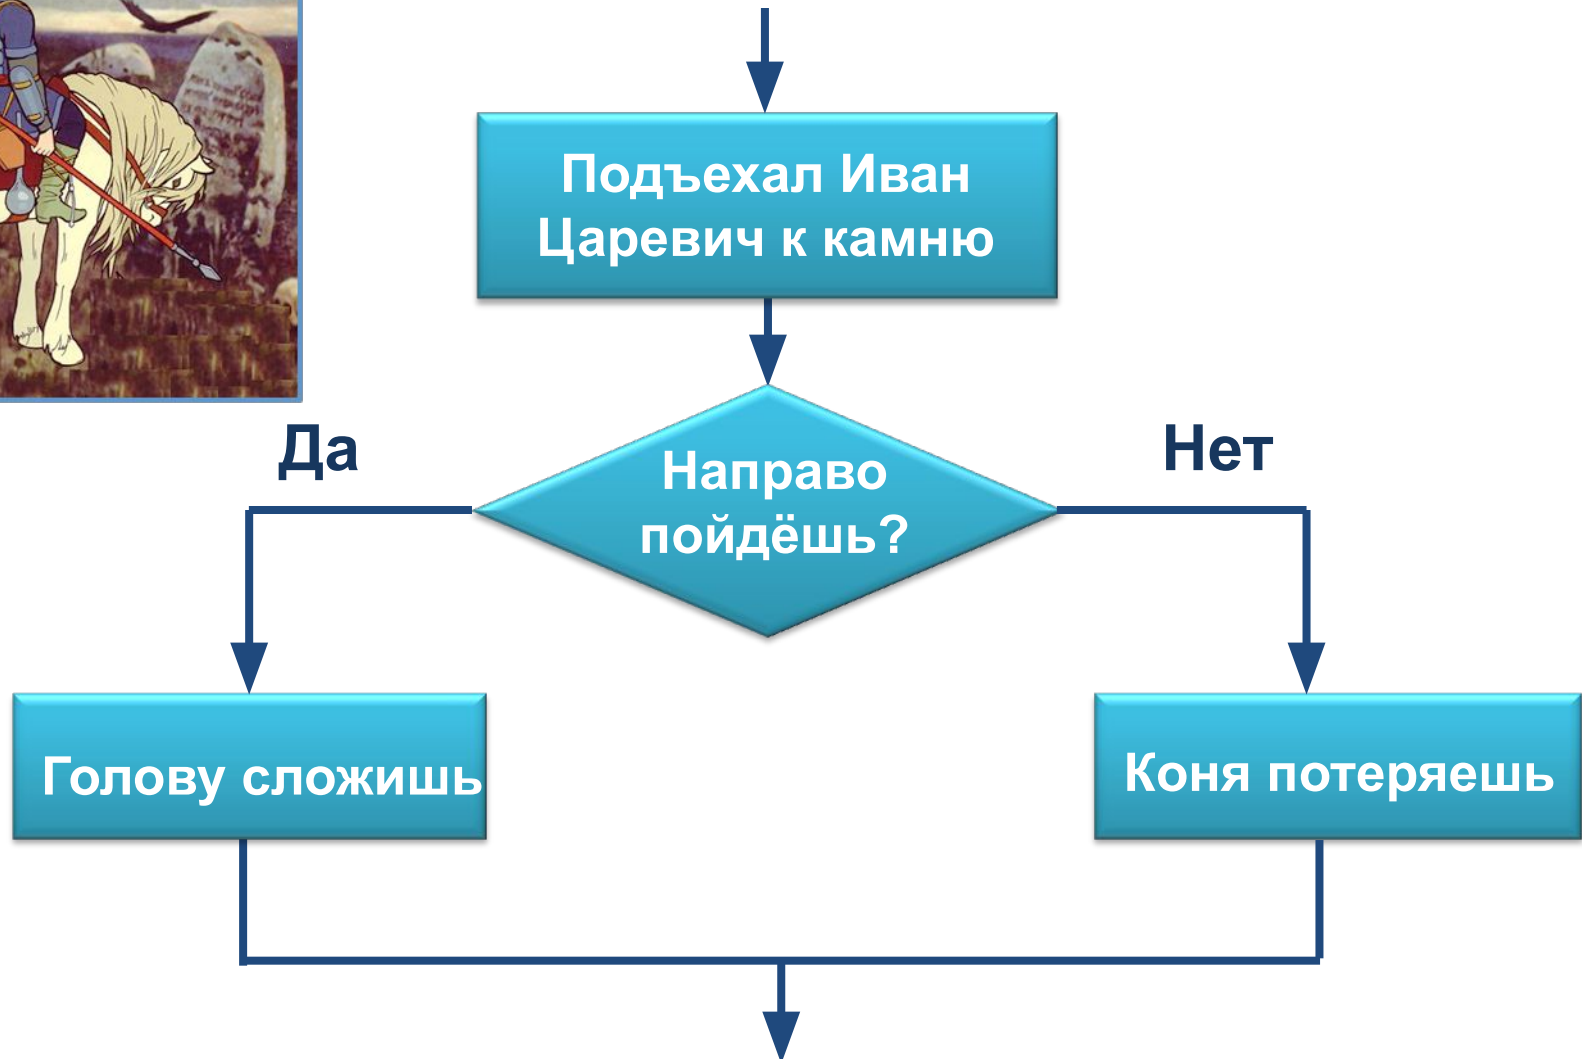 Подъехал Иван
Царевич к камню
Да
Нет
Направо
пойдёшь?
Голову сложишь
Коня потеряешь